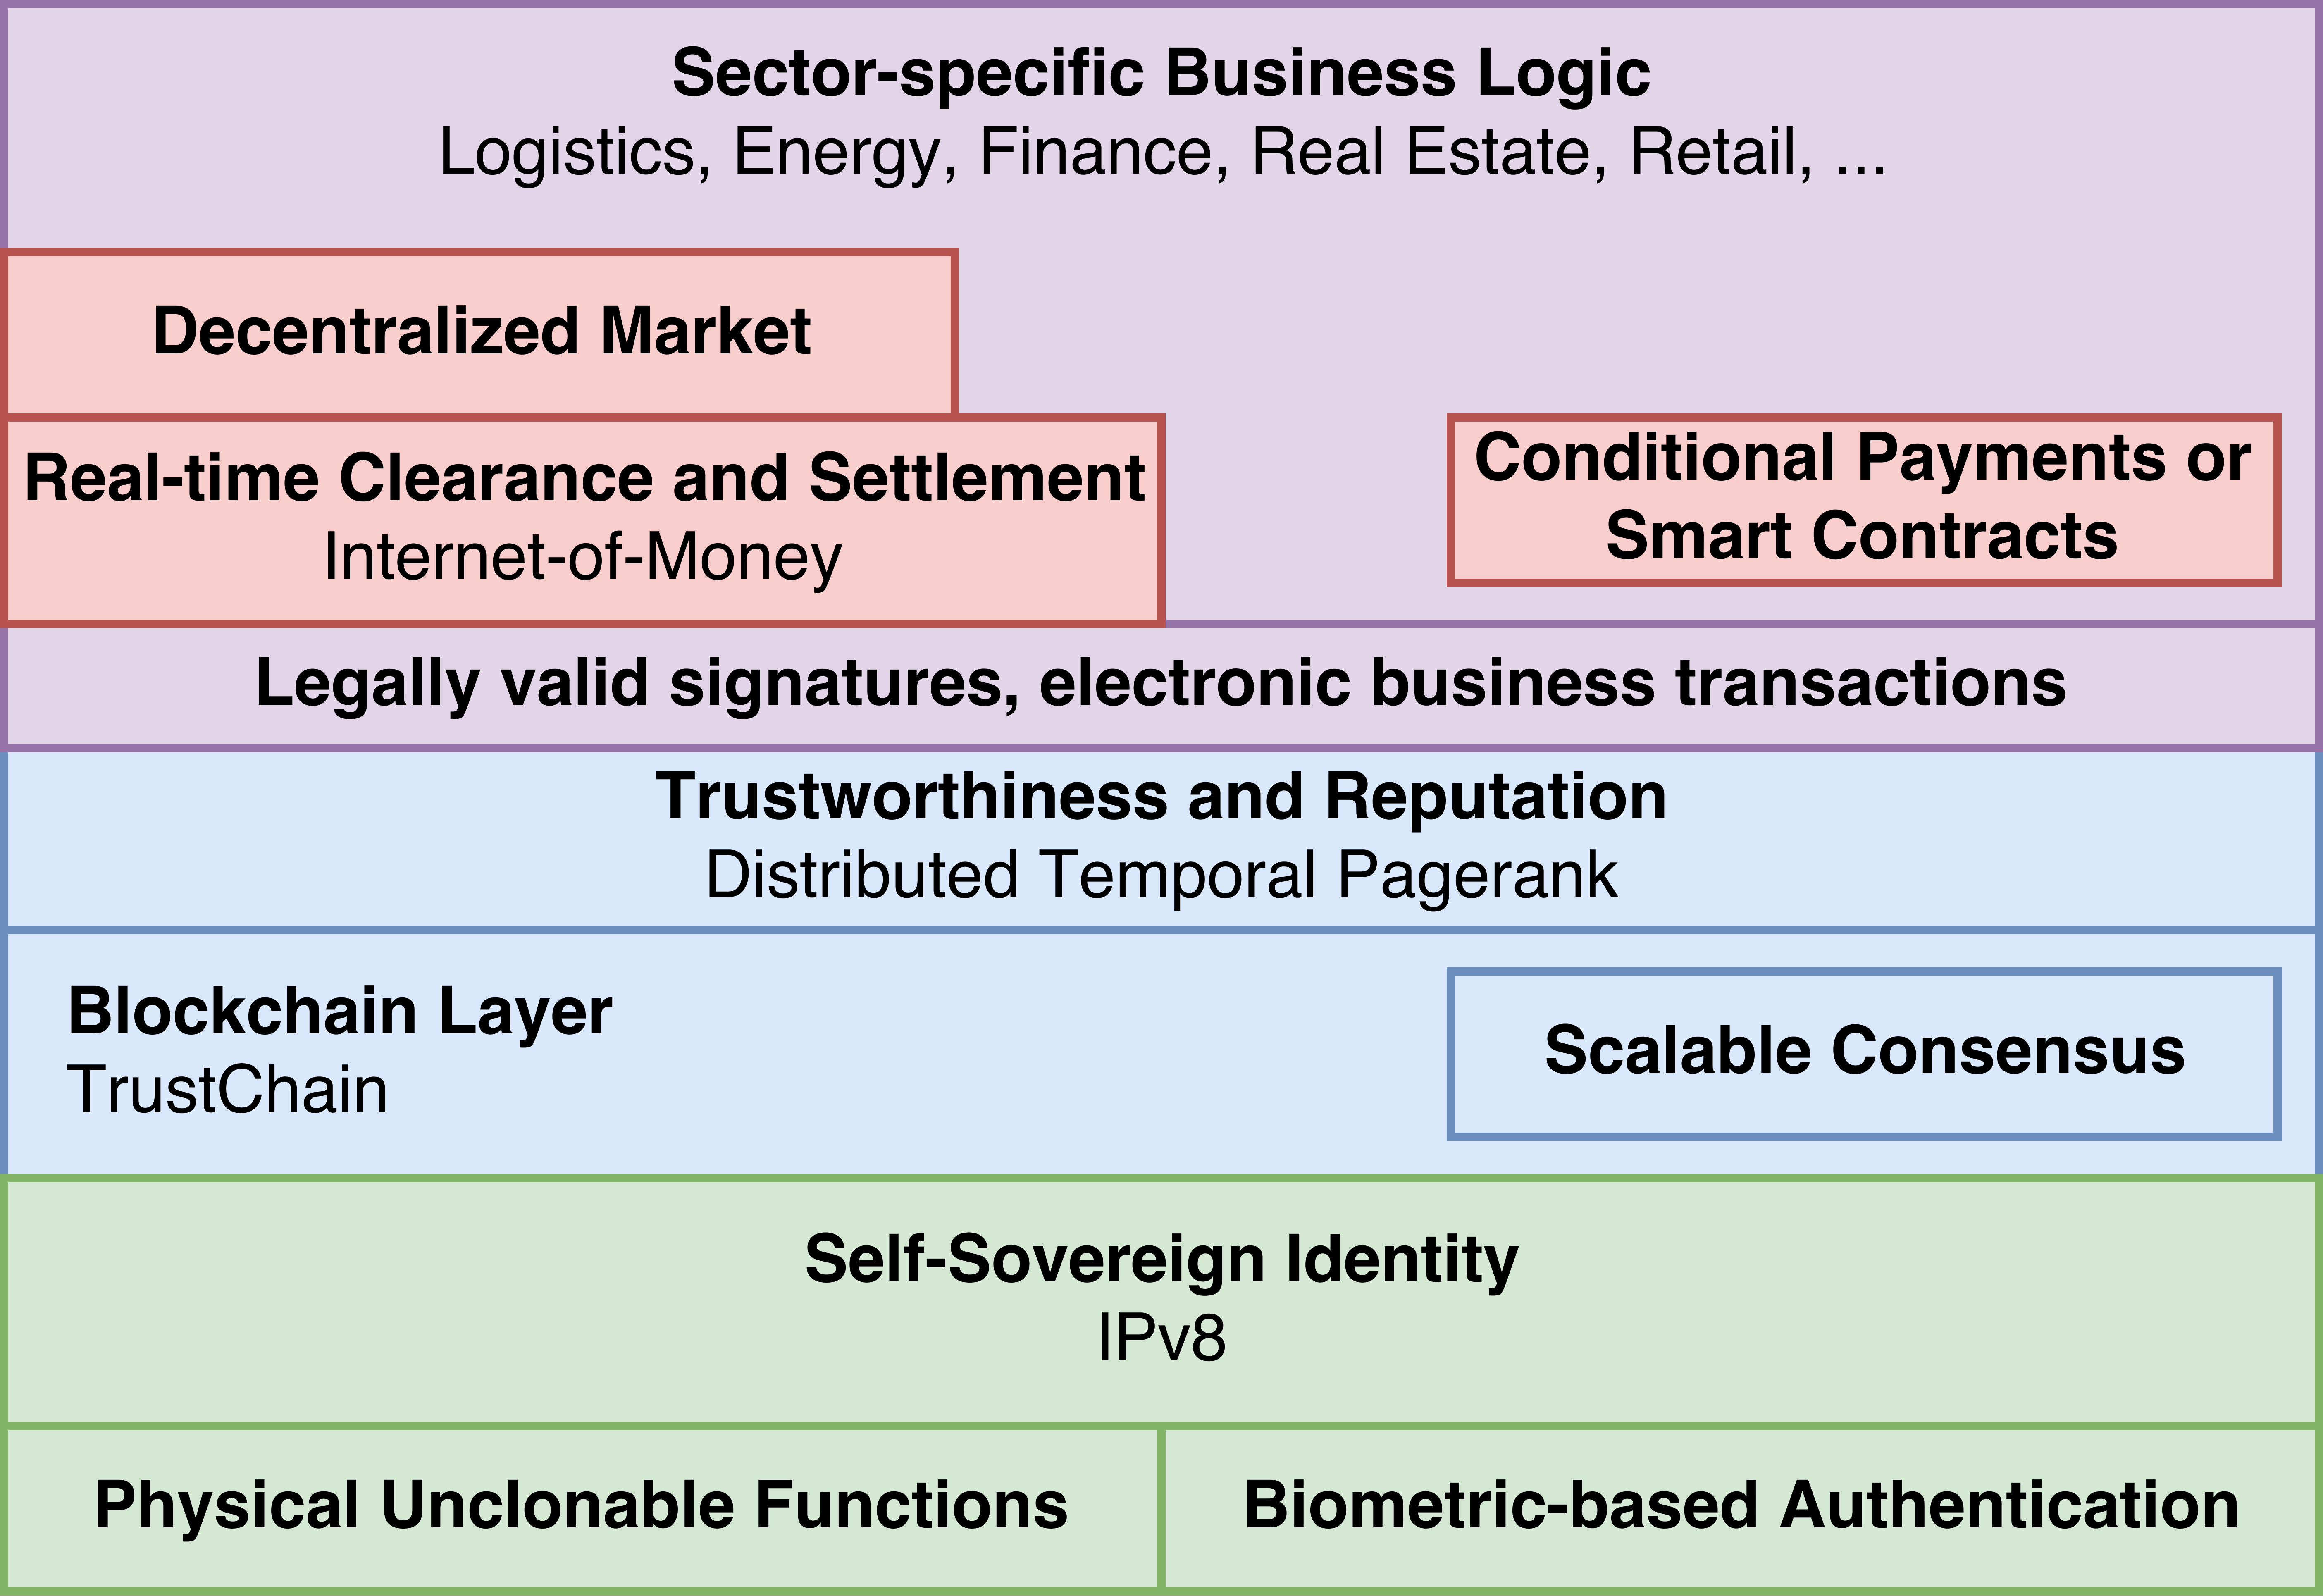 Sector-specific Business Logic
Logistics, Energy, Finance, Real Estate, Retail, ...
Decentralized Market
Real-time Clearance and Settlement
Internet-of-Money
Conditional Payments or
Smart Contracts
Legally valid signatures, electronic business transactions
Trustworthiness and Reputation
Distributed Temporal Pagerank
Blockchain Layer
TrustChain
Scalable Consensus
Self-Sovereign Identity
IPv8
Physical Unclonable Functions
Biometric-based Authentication